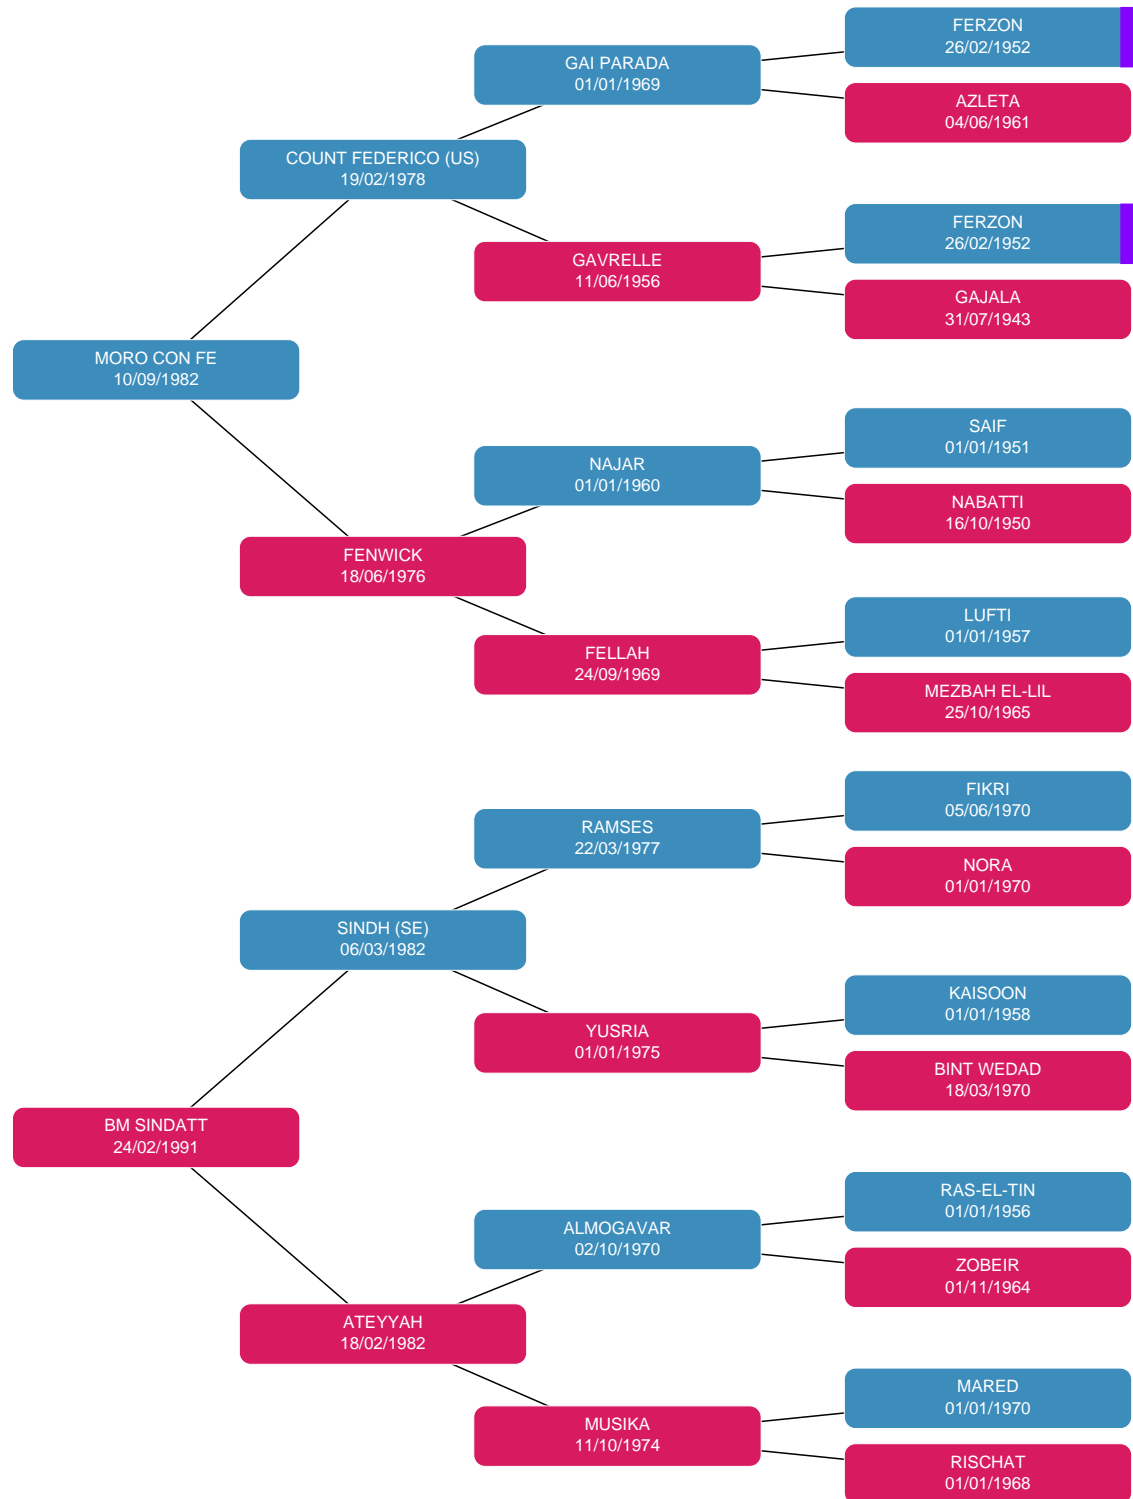 FERZON
26/02/1952
GAI PARADA
01/01/1969
AZLETA
04/06/1961
COUNT FEDERICO (US)
19/02/1978
FERZON
26/02/1952
GAVRELLE
11/06/1956
GAJALA
31/07/1943
MORO CON FE
10/09/1982
SAIF
01/01/1951
NAJAR
01/01/1960
NABATTI
16/10/1950
FENWICK
18/06/1976
LUFTI
01/01/1957
FELLAH
24/09/1969
MEZBAH EL-LIL
25/10/1965
FIKRI
05/06/1970
RAMSES
22/03/1977
NORA
01/01/1970
SINDH (SE)
06/03/1982
KAISOON
01/01/1958
YUSRIA
01/01/1975
BINT WEDAD
18/03/1970
BM SINDATT
24/02/1991
RAS-EL-TIN
01/01/1956
ALMOGAVAR
02/10/1970
ZOBEIR
01/11/1964
ATEYYAH
18/02/1982
MARED
01/01/1970
MUSIKA
11/10/1974
RISCHAT
01/01/1968